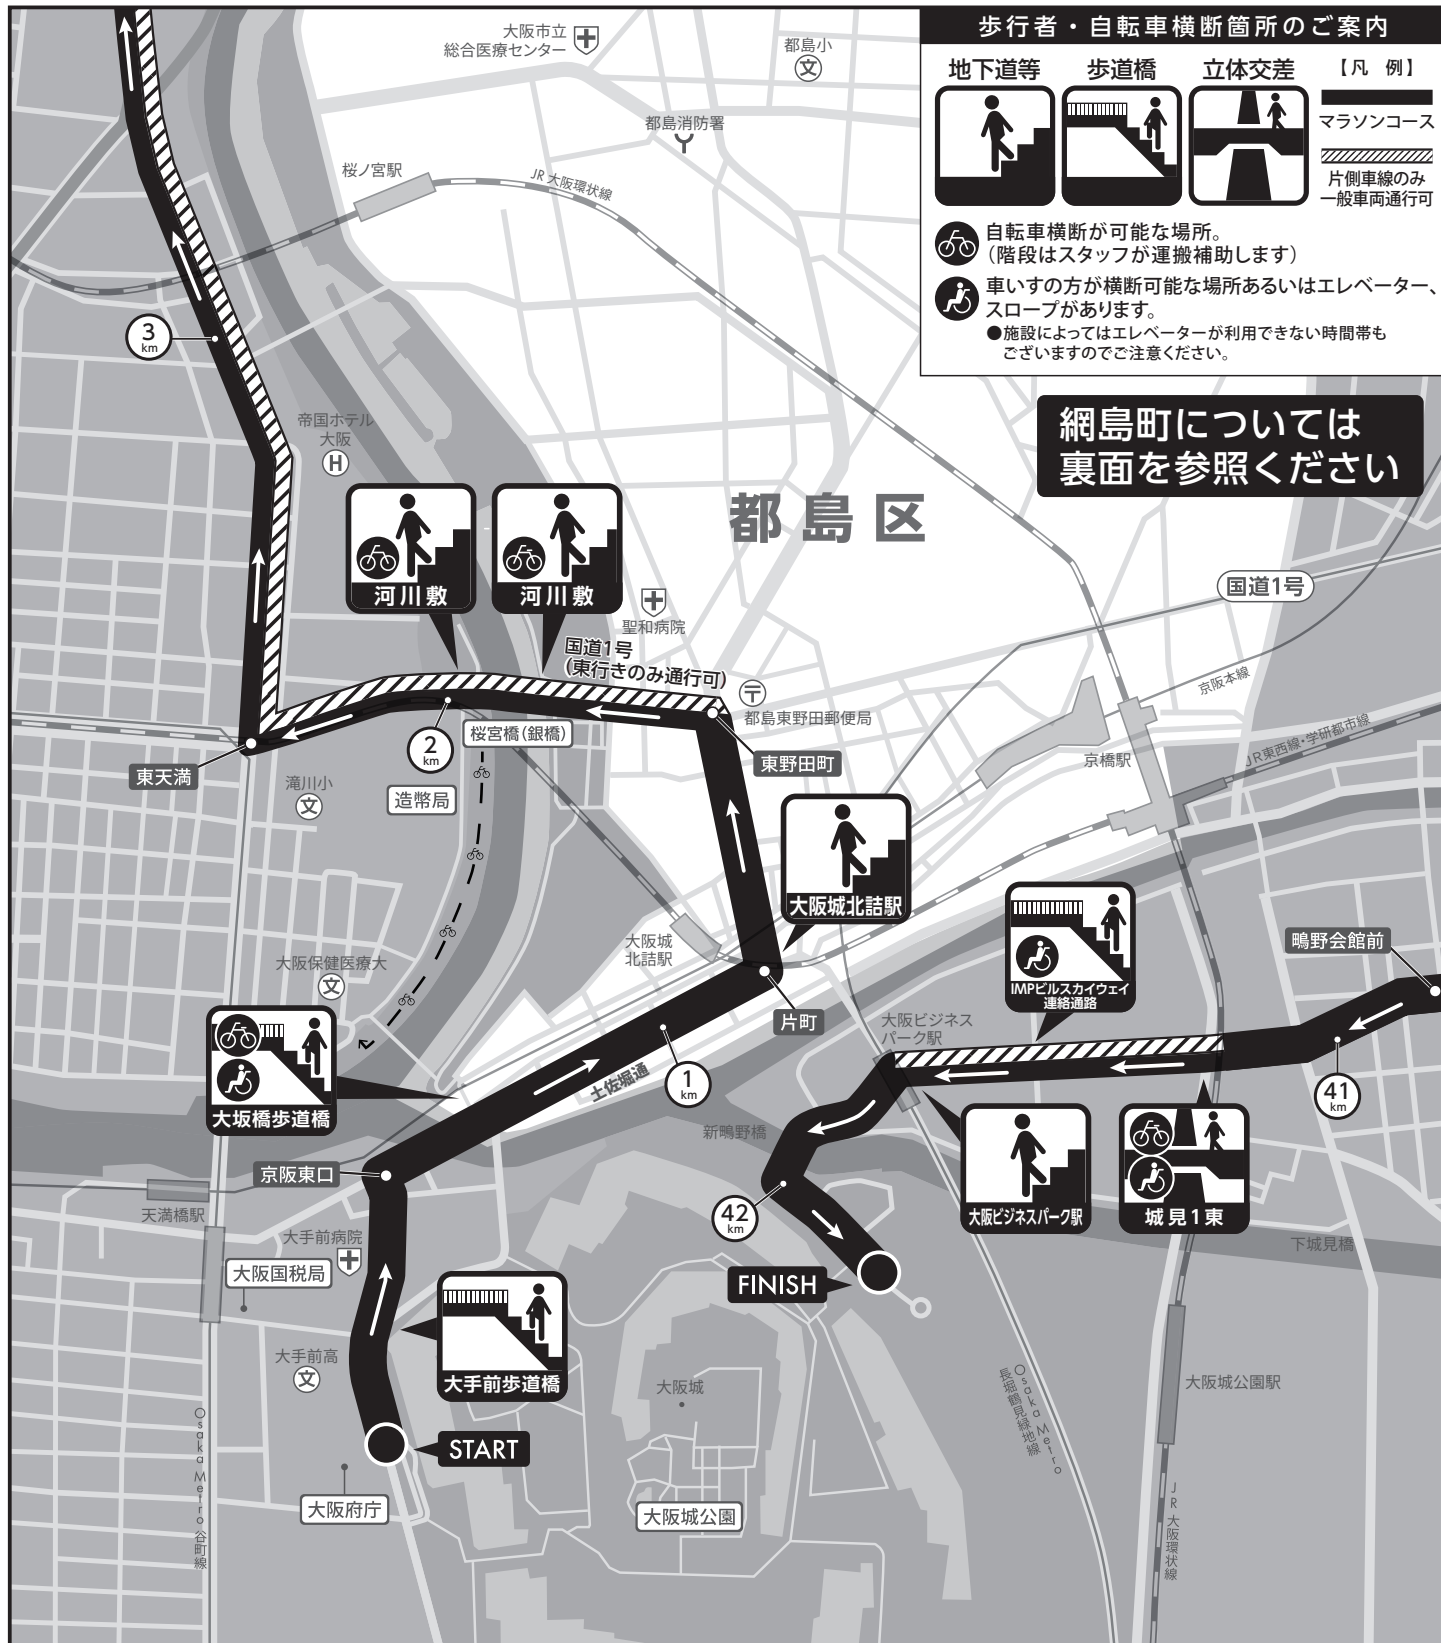 歩行者・自転車横断箇所のご案内
地下道等
歩道橋
立体交差
【凡 例】
マラソンコース
片側車線のみ
一般車両通行可
自転車横断が可能な場所。
(階段はスタッフが運搬補助します)
車いすの方が横断可能な場所あるいはエレベーター、
スロープがあります。
●施設によってはエレベーターが利用できない時間帯も
ございますのでご注意ください。
網島町については
裏面を参照ください
大阪市立
総合医療センター
都島小
文
都島消防署
桜ノ宮駅
JR大阪環状線
3
km
帝国ホテル
大阪
H
都島区
河川敷
河川敷
聖和病院
国道1号
(東行きのみ通行可)
国道1号
〒
都島東野田郵便局
京阪本線
京橋駅
JR東西線・学研都市線
東天満
2
km
桜宮橋(銀橋)
東野田町
滝川小
文
造幣局
大阪城北詰駅
大阪城
北詰駅
大阪保健医療大
文
IMPビルスカイウェイ
連絡通路
鴫野会館前
片町
大阪ビジネス
パーク駅
大坂橋歩道橋
1
km
土佐堀通
41
km
新鴫野橋
京阪東口
天満橋駅
大阪ビジネスパーク駅
城見1東
42
km
大手前病院
大阪国税局
下城見橋
FINISH
大手前歩道橋
大手前高
文
大阪城
大阪城公園駅
Osaka Metro
長堀鶴見緑地線
START
Osaka Metro谷町線
大阪府庁
大阪城公園
JR大阪環状線